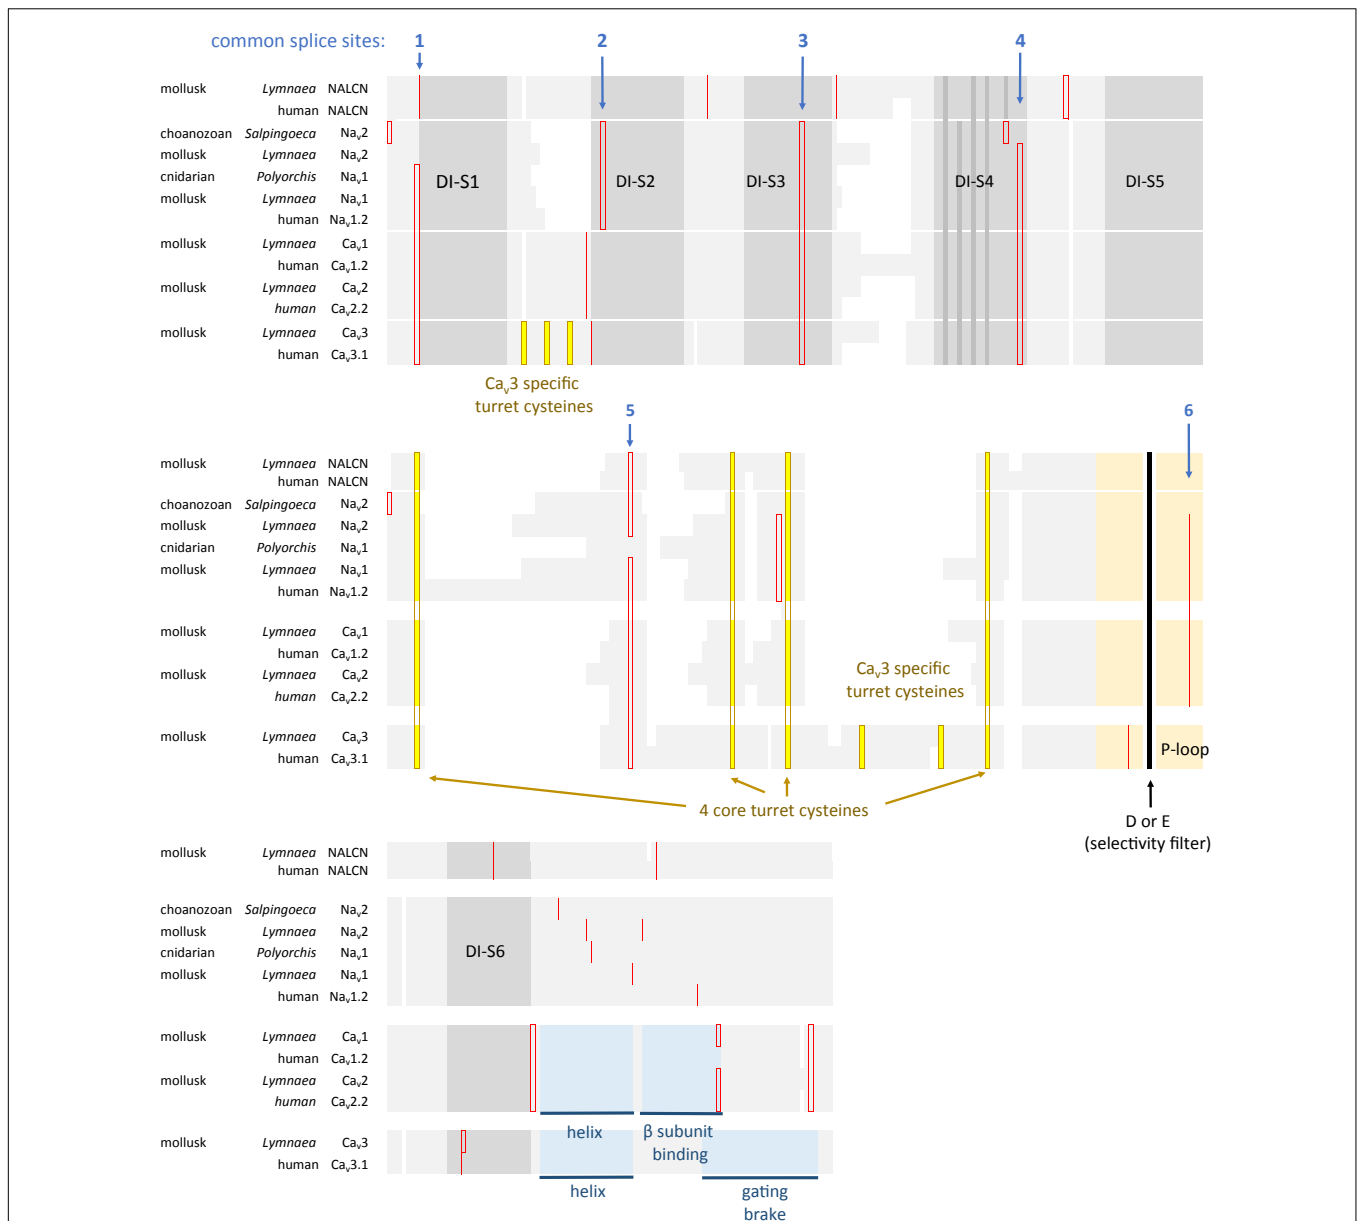 common splice sites: 1 2 3 4
mollusk Lymnaea NALCN
human NALCN
choanozoan Salpingoeca Nav2
mollusk Lymnaea Nav2
cnidarian Polyorchis Nav1
mollusk Lymnaea Nav1
human Nav1.2
mollusk Lymnaea Cav1
human Cav1.2
mollusk Lymnaea Cav2
human Cav2.2
mollusk Lymnaea Cav3
human Cav3.1
DI-S1 DI-S2 DI-S3 DI-S4 DI-S5
Cav3 specific
turret cysteines
5 6
mollusk Lymnaea NALCN
human NALCN
choanozoan Salpingoeca Nav2
mollusk Lymnaea Nav2
cnidarian Polyorchis Nav1
mollusk Lymnaea Nav1
human Nav1.2
mollusk Lymnaea Cav1
human Cav1.2
mollusk Lymnaea Cav2
human Cav2.2
Cav3 specific
turret cysteines
mollusk Lymnaea Cav3
human Cav3.1
P-loop
4 core turret cysteines
D or E
(selectivity filter)
mollusk Lymnaea NALCN
human NALCN
choanozoan Salpingoeca Nav2
mollusk Lymnaea Nav2
cnidarian Polyorchis Nav1
mollusk Lymnaea Nav1
human Nav1.2
DI-S6
mollusk Lymnaea Cav1
human Cav1.2
mollusk Lymnaea Cav2
human Cav2.2
helix
β subunit
binding
mollusk Lymnaea Cav3
human Cav3.1
helix
gating
brake